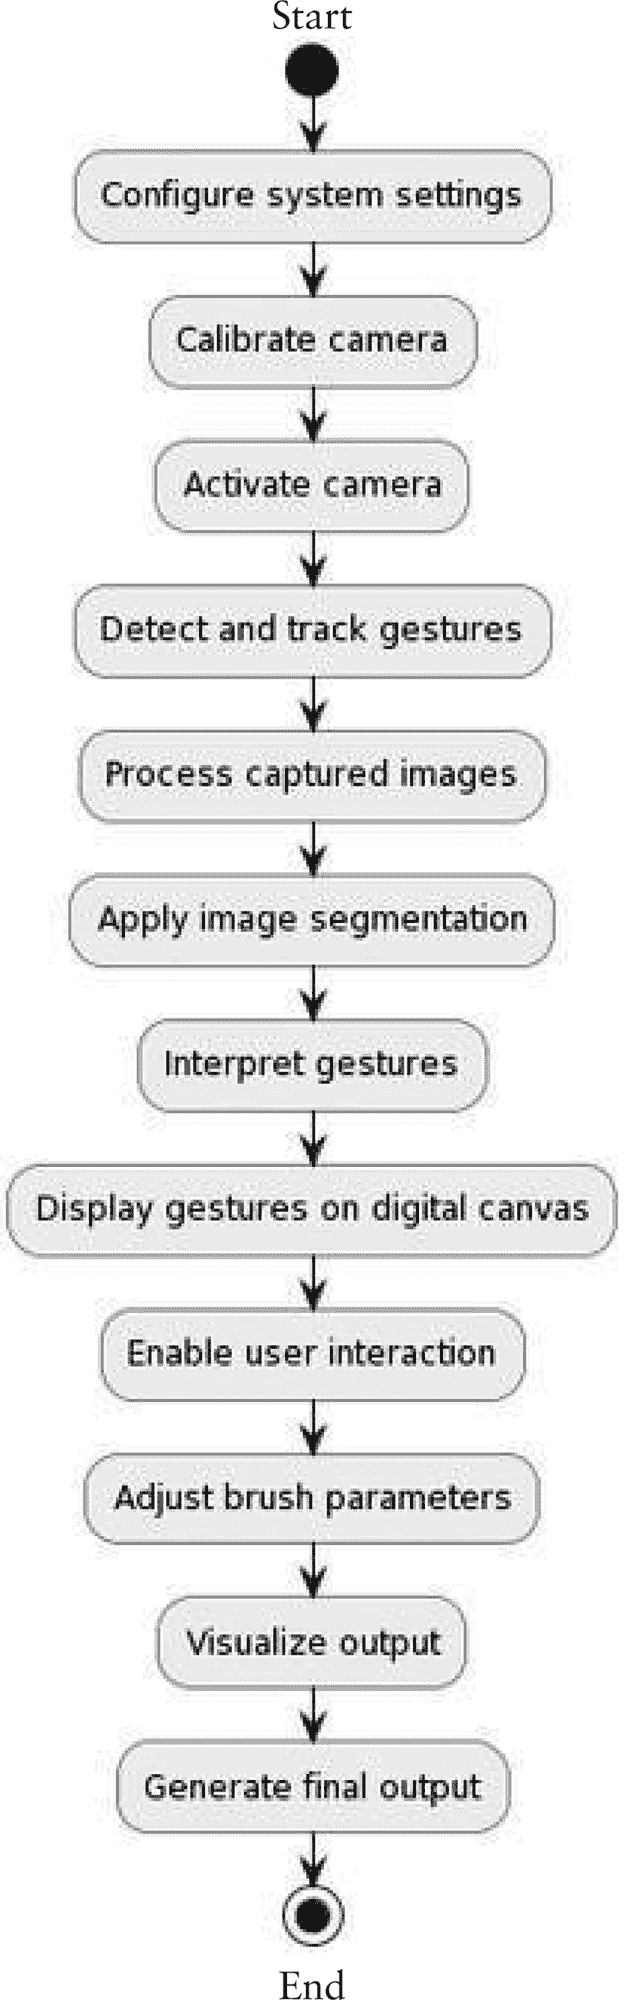 Start
Configure system settings
Calibrate camera
Activate camera
Detect and track gestures
Process captured images
Apply image segmentation
Interpret gestures
Display gestures on digital canvas
Enable user interaction
Adjust brush parameters
Visualize output
Generate final output
End